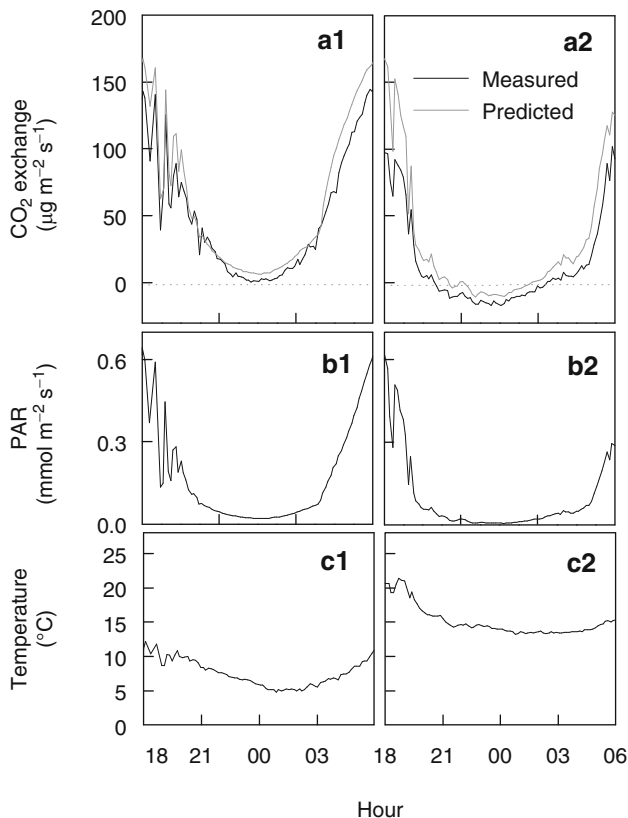 a1
a2
Measured
Predicted
CO₂ exchange
(μg m⁻² s⁻¹)
200
150
100
50
0
b1
b2
PAR
(mmol m⁻² s⁻¹)
0.6
0.3
0.0
c1
c2
Temperature
(°C)
25
20
15
10
5
0
18 21 00 03 18 21 00 03 06
Hour